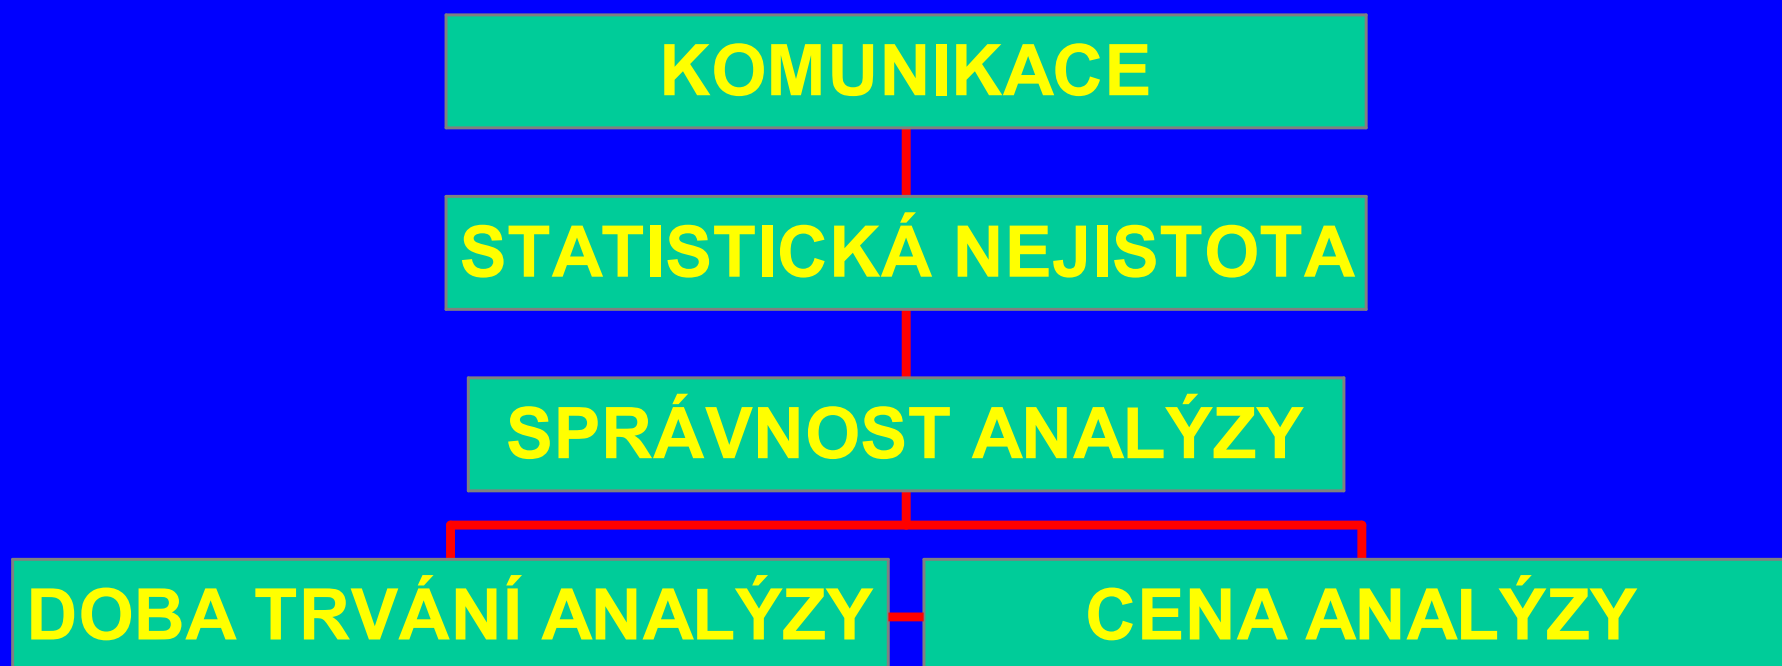 KOMUNIKACE
STATISTICKÁ NEJISTOTA
SPRÁVNOST ANALÝZY
DOBA TRVÁNÍ ANALÝZY
CENA ANALÝZY